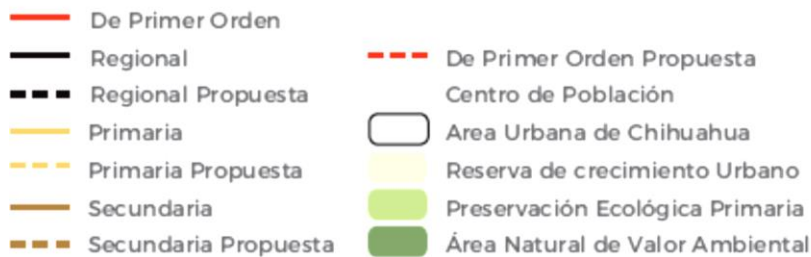 De Primer Orden
Regional
Regional Propuesta
Primaria
Primaria Propuesta
Secundaria
Secundaria Propuesta
De Primer Orden Propuesta
Centro de Población
Area Urbana de Chihuahua
Reserva de crecimiento Urbano
Preservación Ecológica Primaria
Área Natural de Valor Ambiental